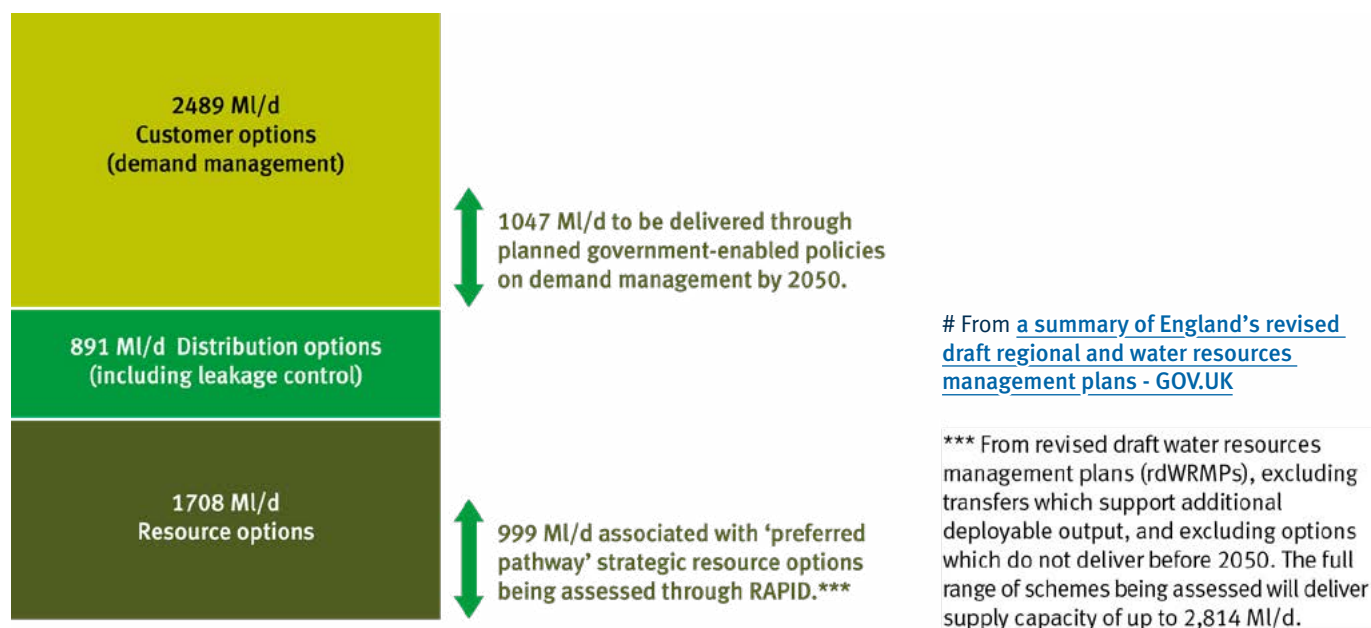 2489 Ml/d
Customer options
(demand management)
1047 Ml/d to be delivered through
planned government-enabled policies
on demand management by 2050.
891 Ml/d Distribution options
(including leakage control)
1708 Ml/d
Resource options
999 Ml/d associated with ‘preferred
pathway’ strategic resource options
being assessed through RAPID.***
# From a summary of England’s revised
draft regional and water resources
management plans - GOV.UK
*** From revised draft water resources
management plans (rdWRMPs), excluding
transfers which support additional
deployable output, and excluding options
which do not deliver before 2050. The full
range of schemes being assessed will deliver
supply capacity of up to 2,814 Ml/d.